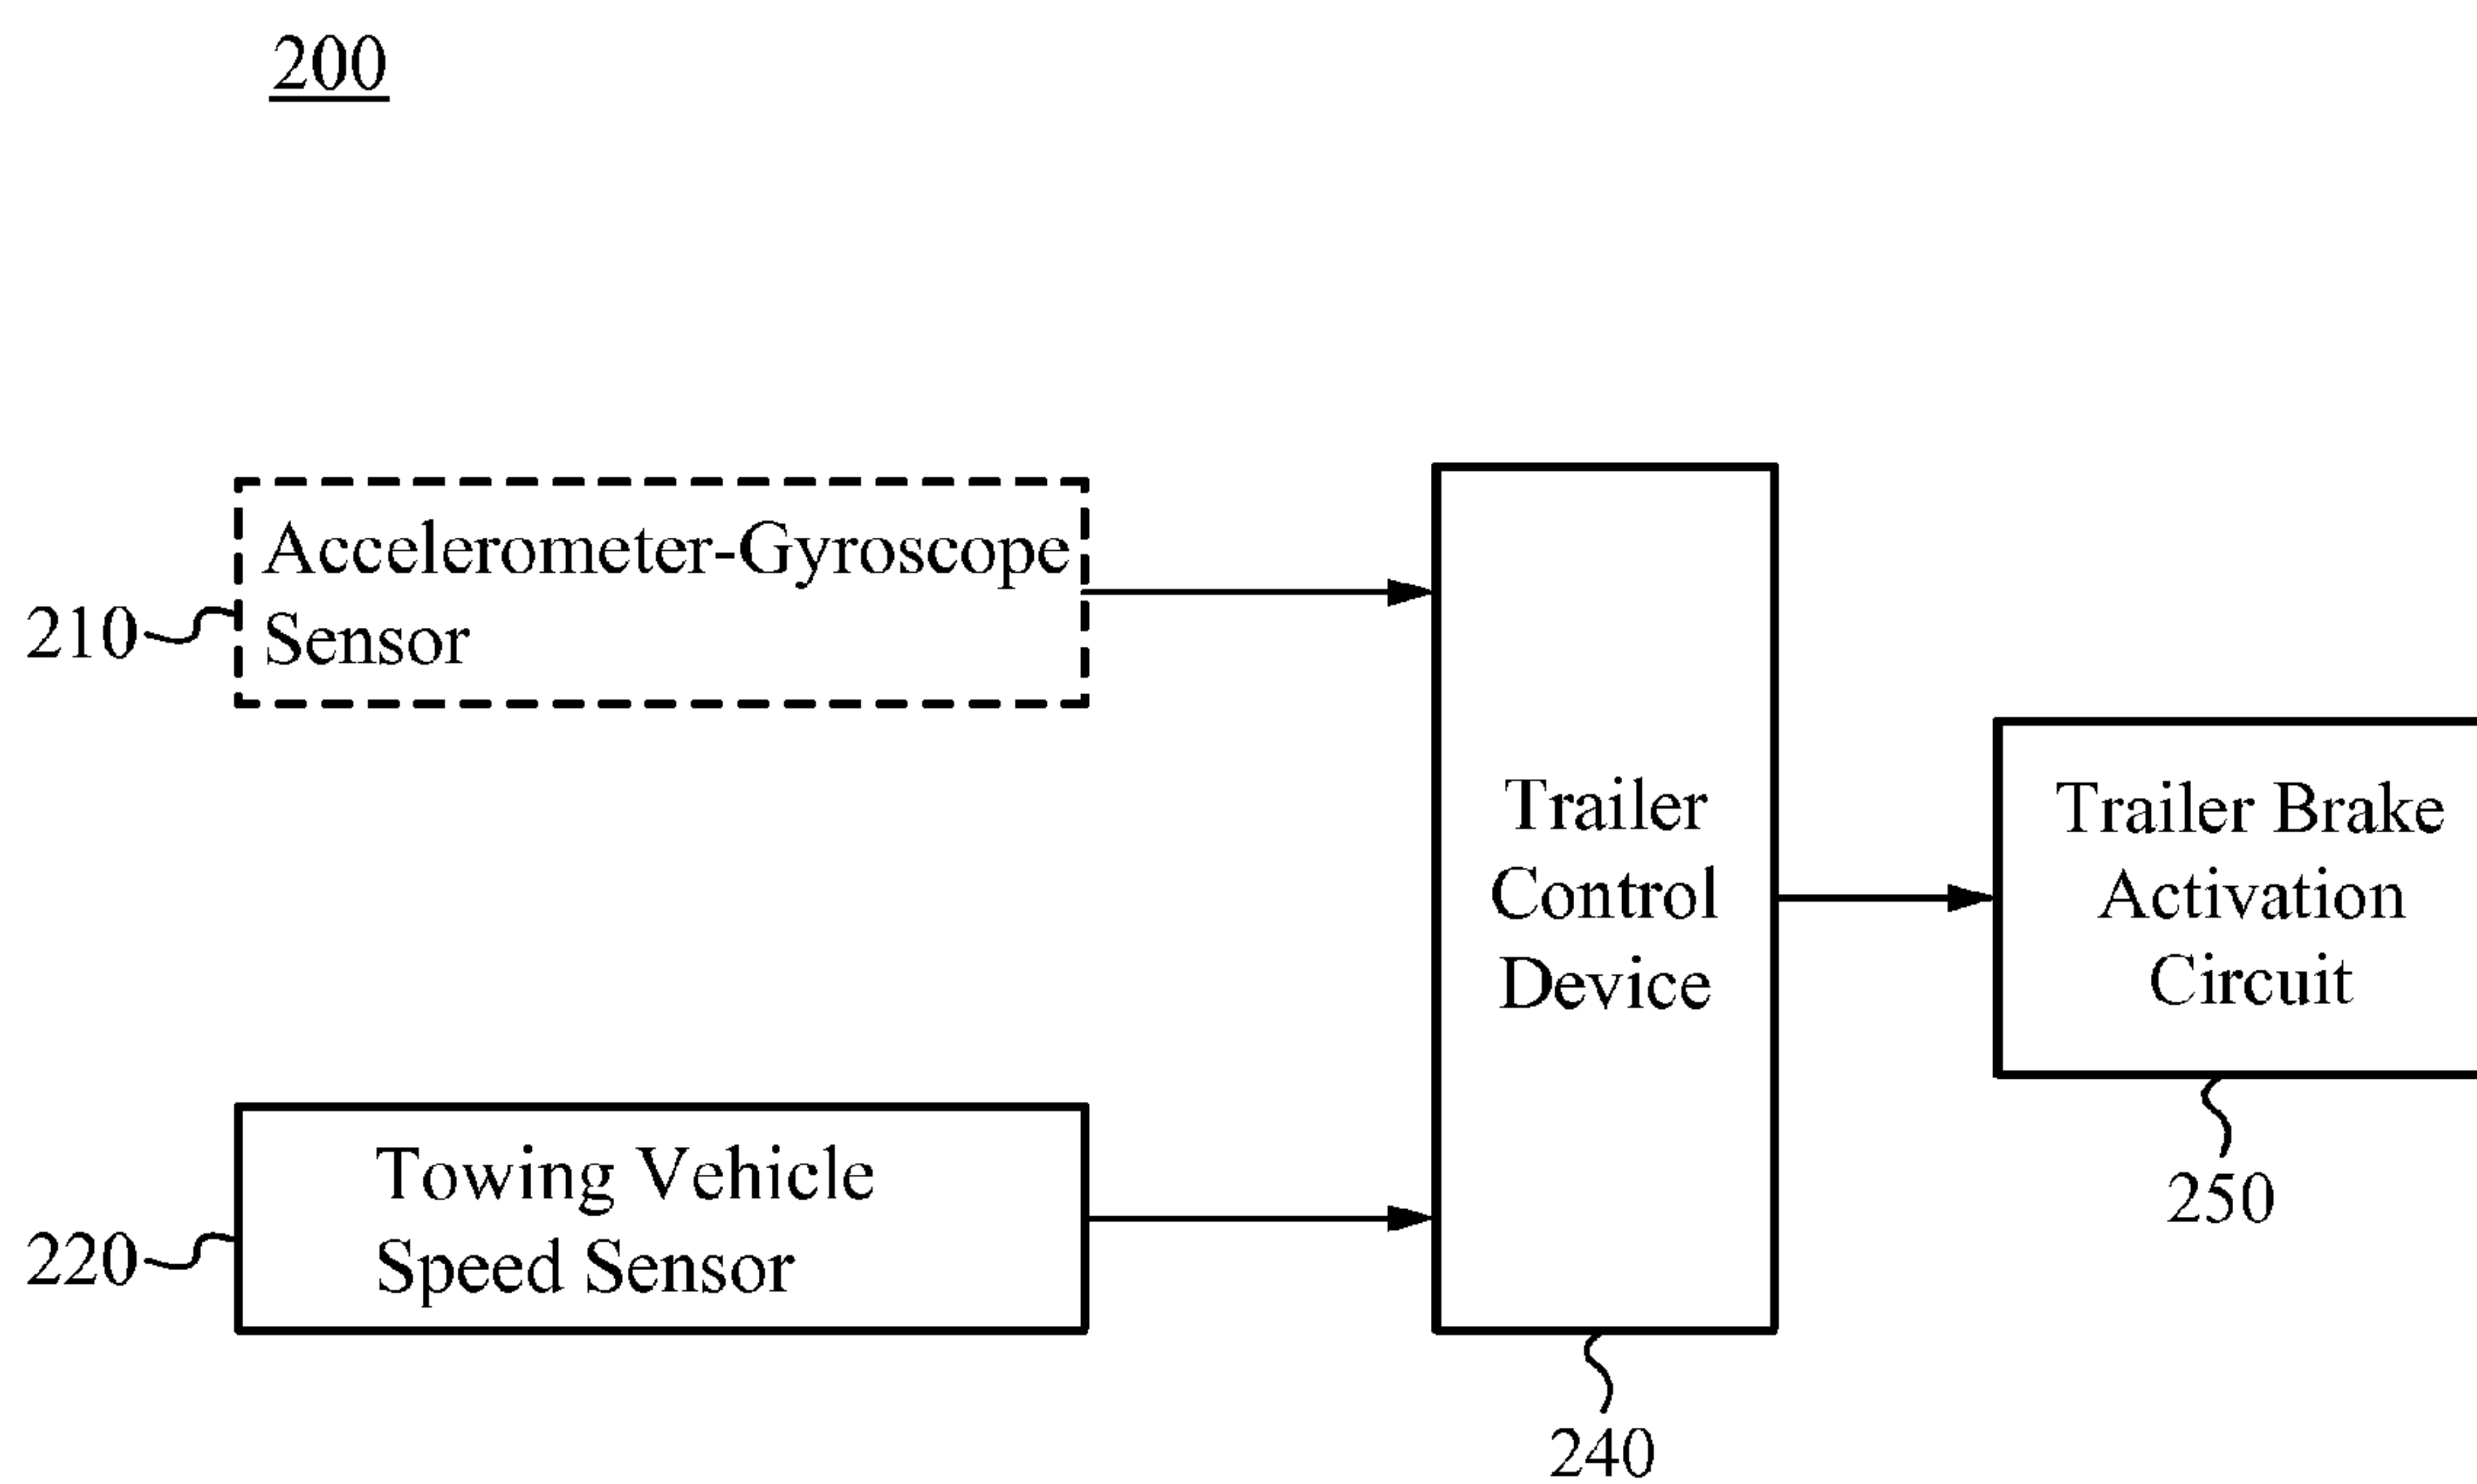 200
Accelerometer-Gyroscope
Sensor
210
Trailer
Control
Device
Trailer Brake
Activation
Circuit
Towing Vehicle
Speed Sensor
220
250
240